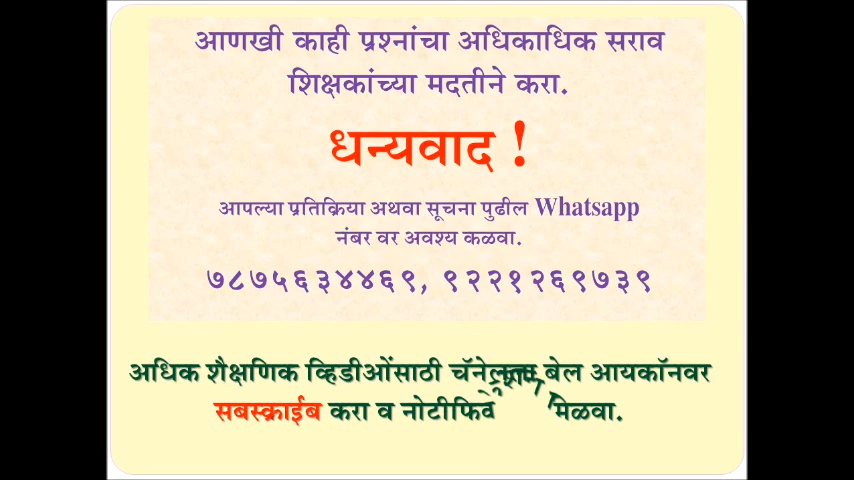 आणखी काही प्रश्नांचा अधिकाधिक सराव
शिक्षकांच्या मदतीने करा.
धन्यवाद !
आपल्या प्रतिक्रिया अथवा सूचना पुढील Whatsapp
नंबर वर अवश्य कळवा.
७८७५६३४४६९, ९२२१२६९७३९
अधिक शैक्षणिक व्हिडीओंसाठी बेल आयकॉनवर
सबस्क्राईब करा व मिळवा.